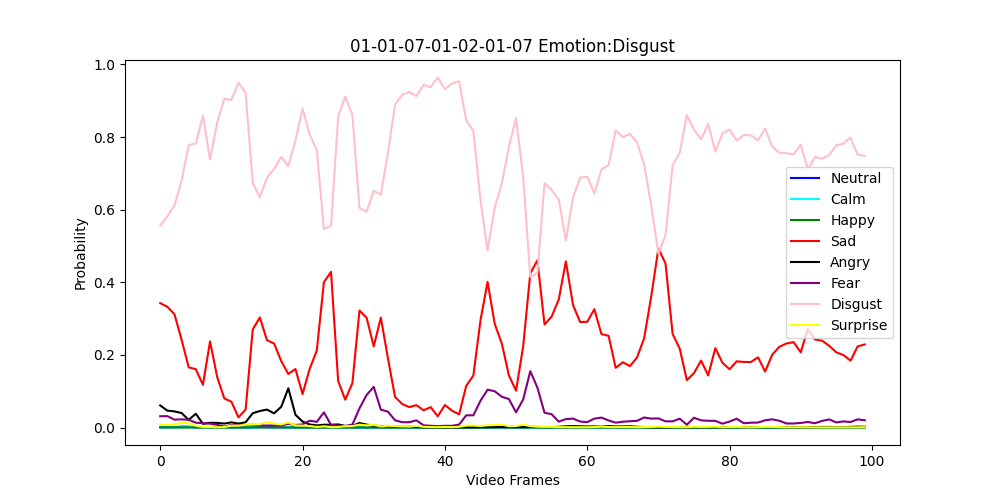 01-01-07-01-02-01-07 Emotion:Disgust
1.0
0.8
0.6
0.4
0.2
0.0
Probability
0 20 40 60 80 100
Video Frames
Neutral
Calm
Happy
Sad
Angry
Fear
Disgust
Surprise